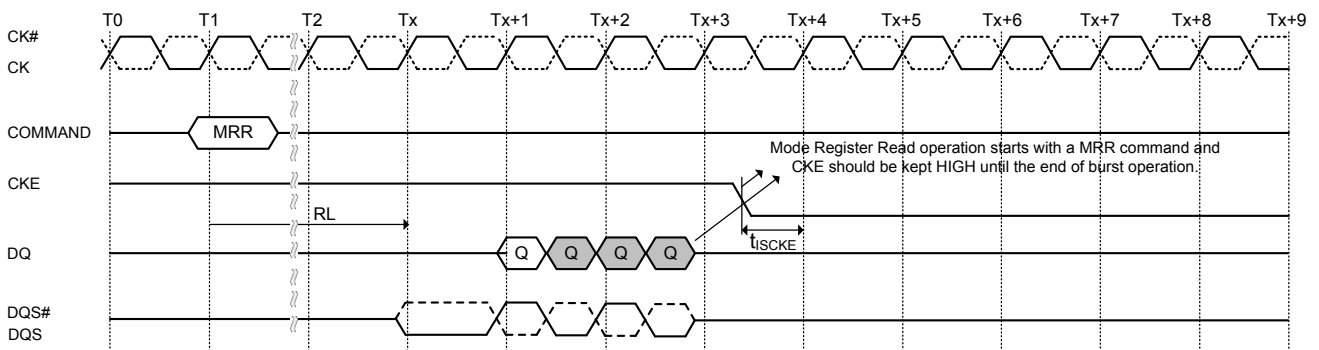 T0 T1 T2 Tx Tx+1 Tx+2 Tx+3 Tx+4 Tx+5 Tx+6 Tx+7 Tx+8 Tx+9
CK#
CK
COMMAND MRR
Mode Register Read operation starts with a MRR command and
CKE should be kept HIGH until the end of burst operation.
CKE
RL
tISCKE
DQ Q Q Q Q
DQS#
DQS